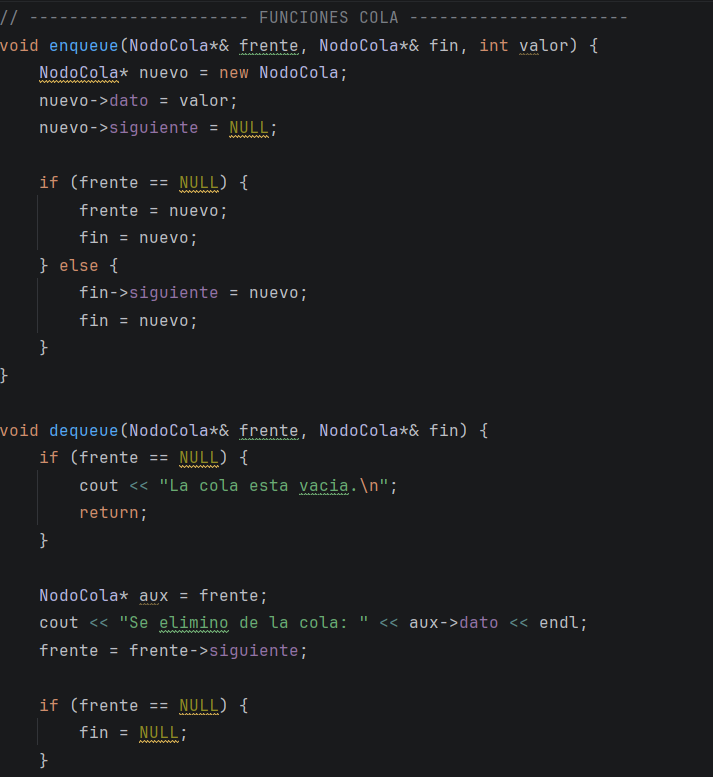 // ---------------------- FUNCIONES COLA ----------------------
void enqueue(NodoCola*& frente, NodoCola*& fin, int valor) {
    NodoCola* nuevo = new NodoCola;
    nuevo->dato = valor;
    nuevo->siguiente = NULL;

    if (frente == NULL) {
        frente = nuevo;
        fin = nuevo;
    } else {
        fin->siguiente = nuevo;
        fin = nuevo;
    }
}

void dequeue(NodoCola*& frente, NodoCola*& fin) {
    if (frente == NULL) {
        cout << "La cola esta vacia.\n";
        return;
    }

    NodoCola* aux = frente;
    cout << "Se elimino de la cola: " << aux->dato << endl;
    frente = frente->siguiente;

    if (frente == NULL) {
        fin = NULL;
    }